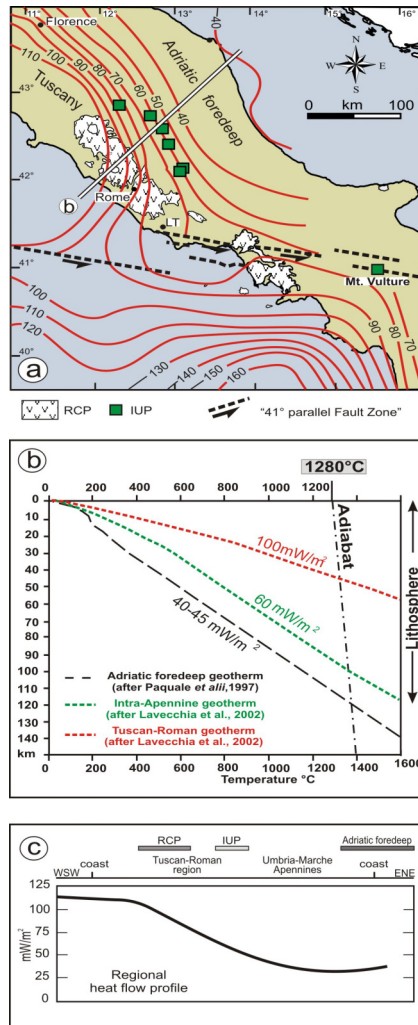 11°
12°
13°
14°
15°
16°
Florence
40
N
W E
S
110
100
90
80
70
60
50
40
Adriatic
foredeep
Tuscany
43°
0 km 100
42°
b
Rome
LT
41°
Mt. Vulture
100
110
120
90
80
70
60
40°
130
140
150
160
a
RCP IUP "41° parallel Fault Zone"
b
1280°C
0 200 400 600 800 1000 1200
0
10
20
30
40
50
60
70
80
90
100
110
120
130
140
km
Adiabat
Lithosphere
100mW/m²
60 mW/m²
40-45 mW/m²
Adriatic foredeep geotherm
(after Paquale et alii,1997)
Intra-Apennine geotherm
(after Lavecchia et al., 2002)
Tuscan-Roman geotherm
(after Lavecchia et al., 2002)
0 200 400 600 800 1000 1200 1400 1600
Temperature °C
c
RCP IUP Adriatic foredeep
coast Tuscan-Roman Umbria-Marche coast
WSW region Apennines ENE
125
100
75
50
25
0
mW/m²
Regional
heat flow profile